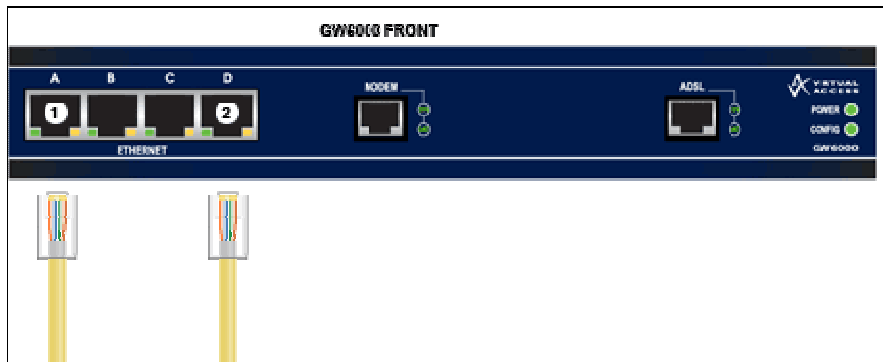 GW6000 FRONT
A B C D
1 2
ETHERNET
MODEM
ADSL
VIRTUAL
ACCESS
POWER
CONFIG
GW6000